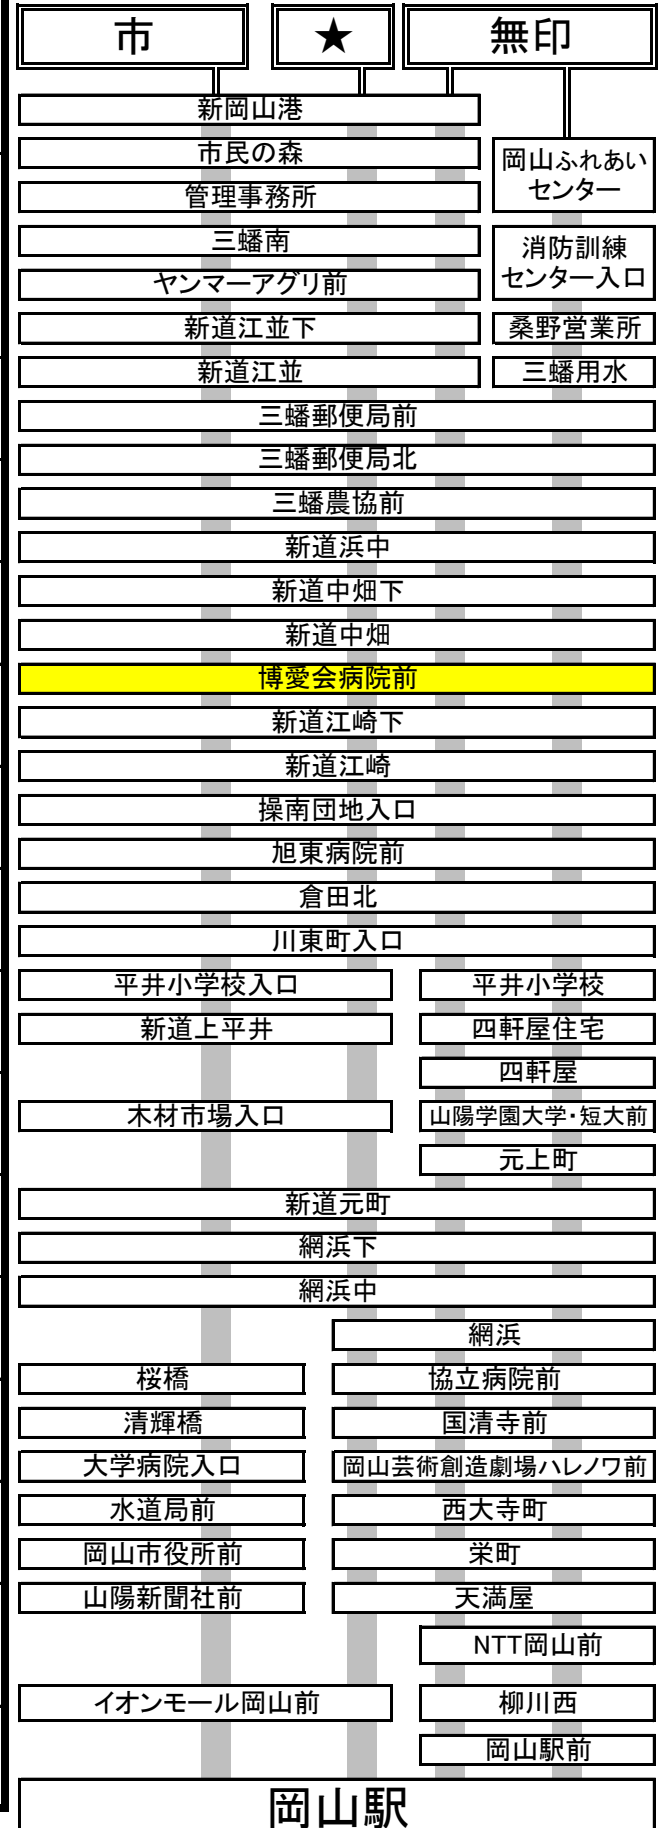 市
★
無印
新岡山港
市民の森
岡山ふれあい
センター
管理事務所
三蟠南
消防訓練
センター入口
ヤンマーアグリ前
新道江並下
桑野営業所
新道江並
三蟠用水
三蟠郵便局前
三蟠郵便局北
三蟠農協前
新道浜中
新道中畑下
新道中畑
博愛会病院前
新道江崎下
新道江崎
操南団地入口
旭東病院前
倉田北
川東町入口
平井小学校入口
平井小学校
新道上平井
四軒屋住宅
四軒屋
木材市場入口
山陽学園大学・短大前
元上町
新道元町
網浜下
網浜中
網浜
桜橋
協立病院前
清輝橋
国清寺前
大学病院入口
岡山芸術創造劇場ハレノワ前
水道局前
西大寺町
岡山市役所前
栄町
山陽新聞社前
天満屋
NTT岡山前
イオンモール岡山前
柳川西
岡山駅前
岡山駅